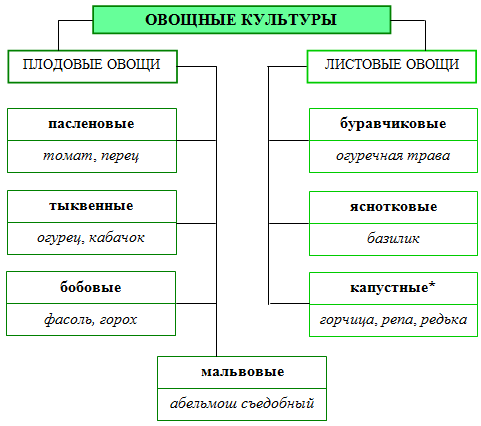 ОВОЩНЫЕ КУЛЬТУРЫ
ПЛОДОВЫЕ ОВОЩИ
пасленовые
томат, перец
тыквенные
огурец, кабачок
бобовые
фасоль, горох
мальвовые
абельмош съедобный
ЛИСТОВЫЕ ОВОЩИ
буравчиковые
огуречная трава
яснотковые
базилик
капустные*
горчица, репа, редька